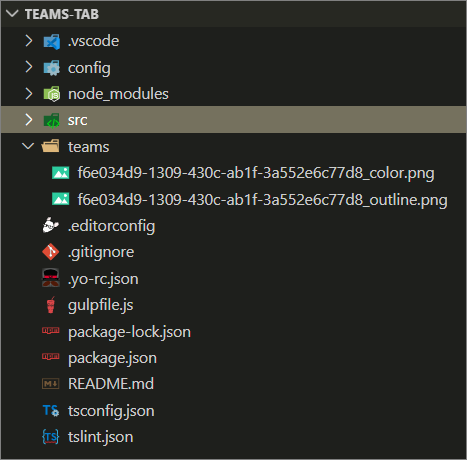 TEAMS-TAB
.vscode
config
node_modules
src
teams
f6e034d9-1309-430c-ab1f-3a552e6c77d8_color.png
f6e034d9-1309-430c-ab1f-3a552e6c77d8_outline.png
.editorconfig
.gitignore
.yo-rc.json
gulpfile.js
package-lock.json
package.json
README.md
tsconfig.json
tslint.json